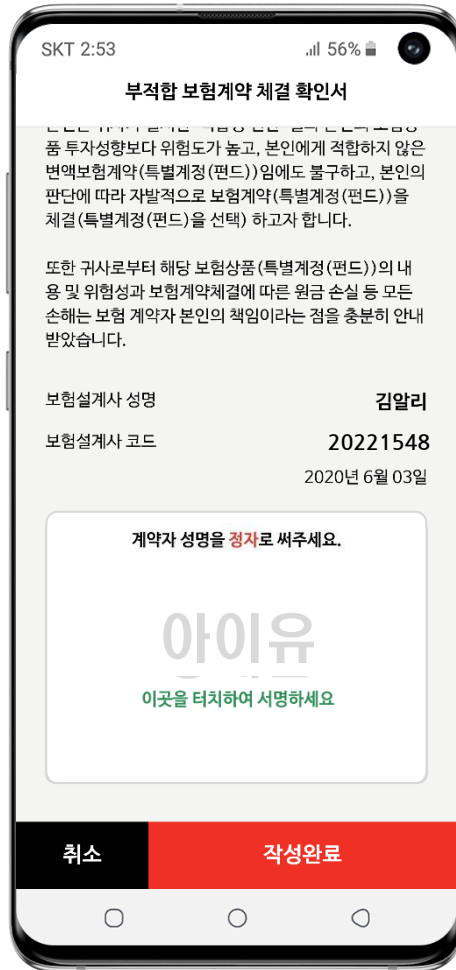 SKT 2:53
56%
부적합 보험계약 체결 확인서
품 투자성향보다 위험도가 높고, 본인에게 적합하지 않은
변액보험계약(특별계정(펀드))임에도 불구하고, 본인의
판단에 따라 자발적으로 보험계약(특별계정(펀드))을
체결(특별계정(펀드)을 선택) 하고자 합니다.
또한 귀사로부터 해당 보험상품(특별계정(펀드))의 내
용 및 위험성과 보험계약체결에 따른 원금 손실 등 모든
손해는 보험 계약자 본인의 책임이라는 점을 충분히 안내
받았습니다.
보험설계사 성명 김알리
보험설계사 코드 20221548
2020년 6월 03일
계약자 성명을 정자로 써주세요.
아이유
이곳을 터치하여 서명하세요
취소 작성완료